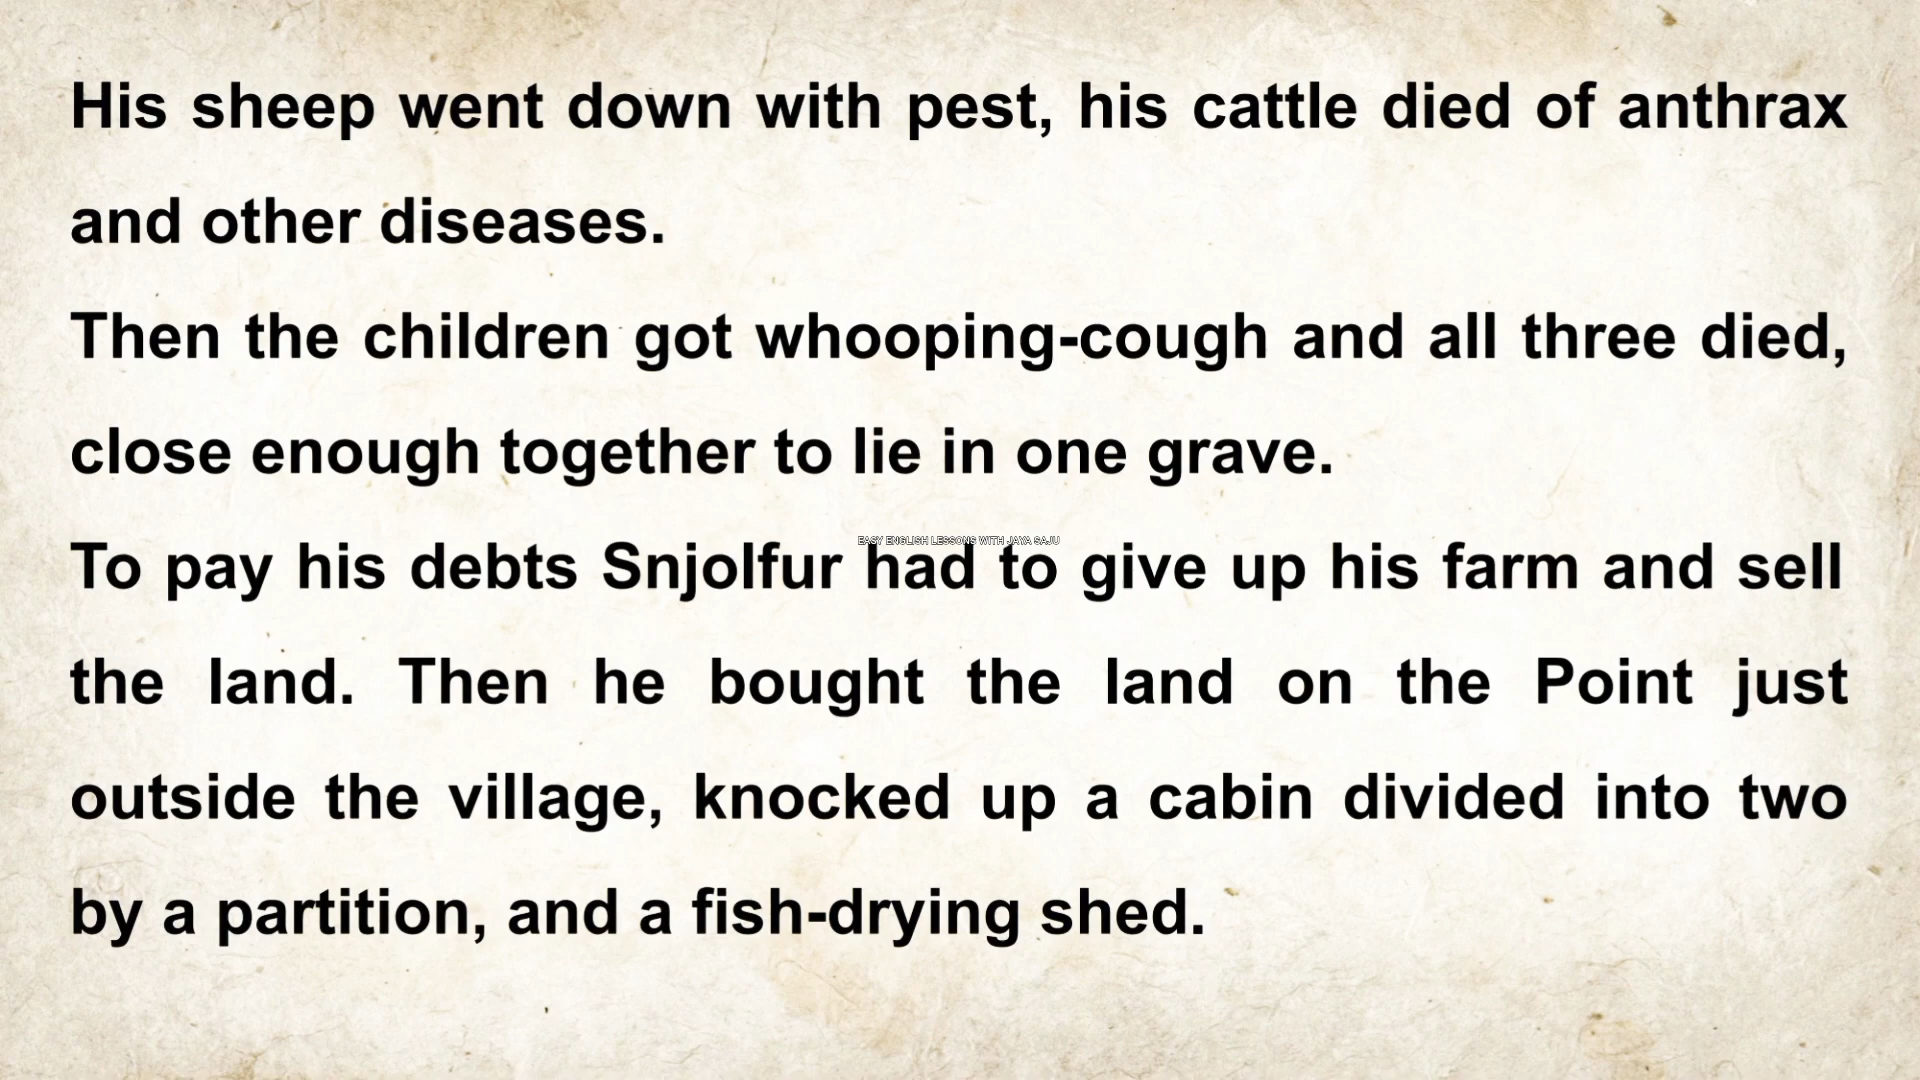 His sheep went down with pest, his cattle died of anthrax
and other diseases.
Then the children got whooping-cough and all three died,
close enough together to lie in one grave.
EASY ENGLISH LESSONS WITH JAYA SAJU
To pay his debts Snjolfur had to give up his farm and sell
the land. Then he bought the land on the Point just
outside the village, knocked up a cabin divided into two
by a partition, and a fish-drying shed.